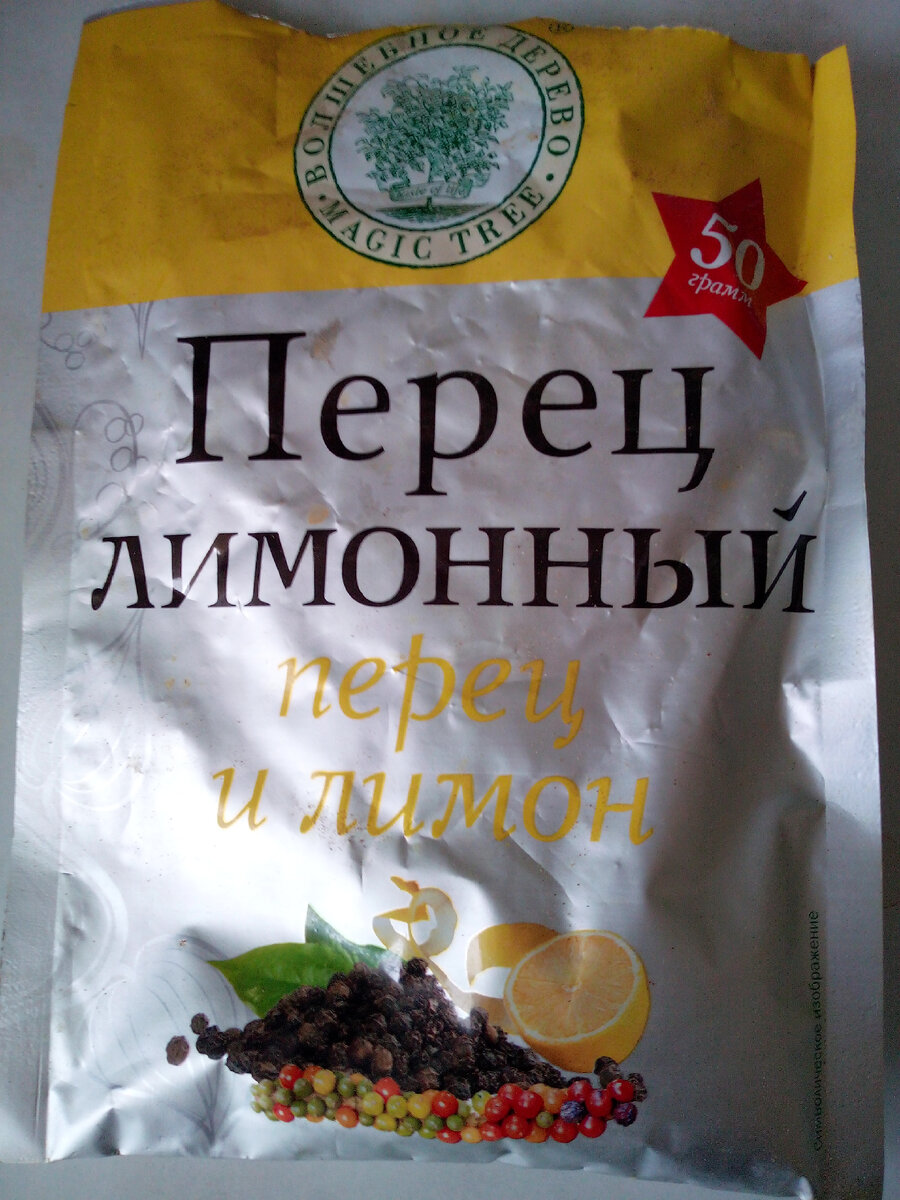 ВОЛШЕБНОЕ ДЕРЕВО
MAGIC TREE
50
грамм
Перец
лимонный
перец
и лимон
Символическое изображение